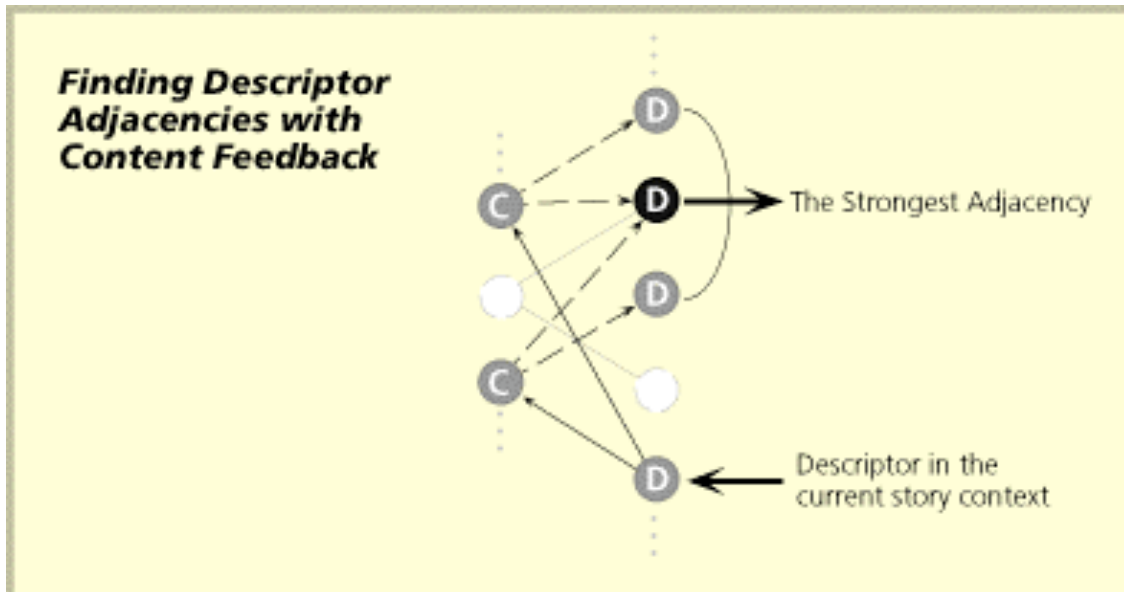 Finding Descriptor
Adjacencies with
Content Feedback
D
D
The Strongest Adjacency
C
D
C
Descriptor in the
current story context
D